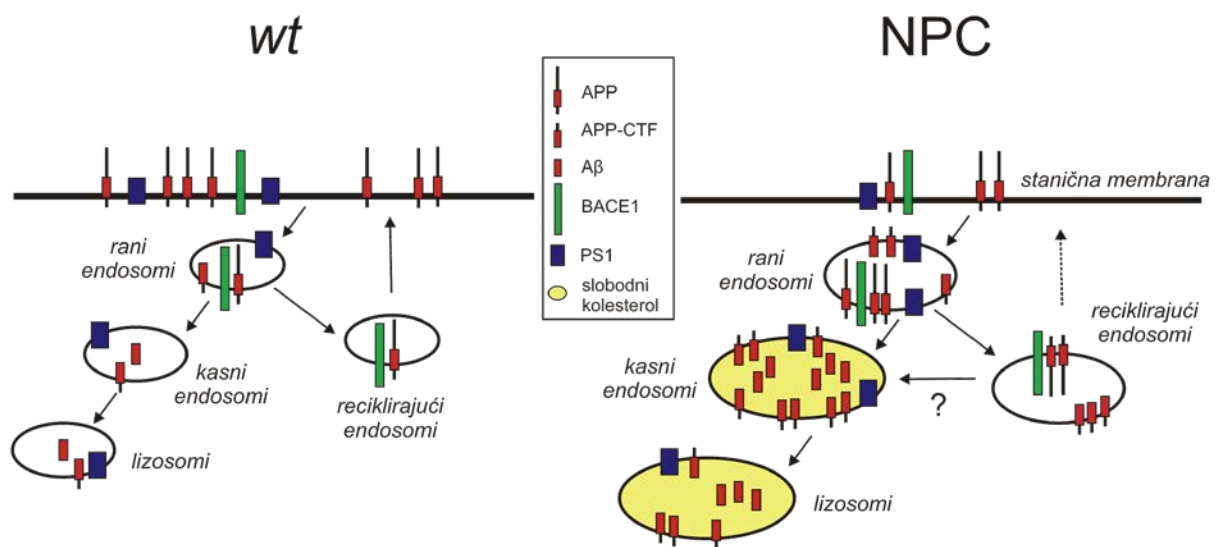 wt
NPC
APP
APP-CTF
Aβ
BACE1
PS1
slobodni
kolesterol
rani
endosomi
kasni
endosomi
reciklirajući
endosomi
lizosomi
stanična membrana
rani
endosomi
reciklirajući
endosomi
kasni
endosomi
?
lizosomi